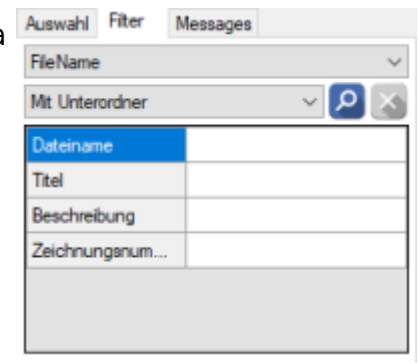 a
Auswahl Filter Messages
FileName
Mit Unterordner
Dateiname
Titel
Beschreibung
Zeichnungsnum...